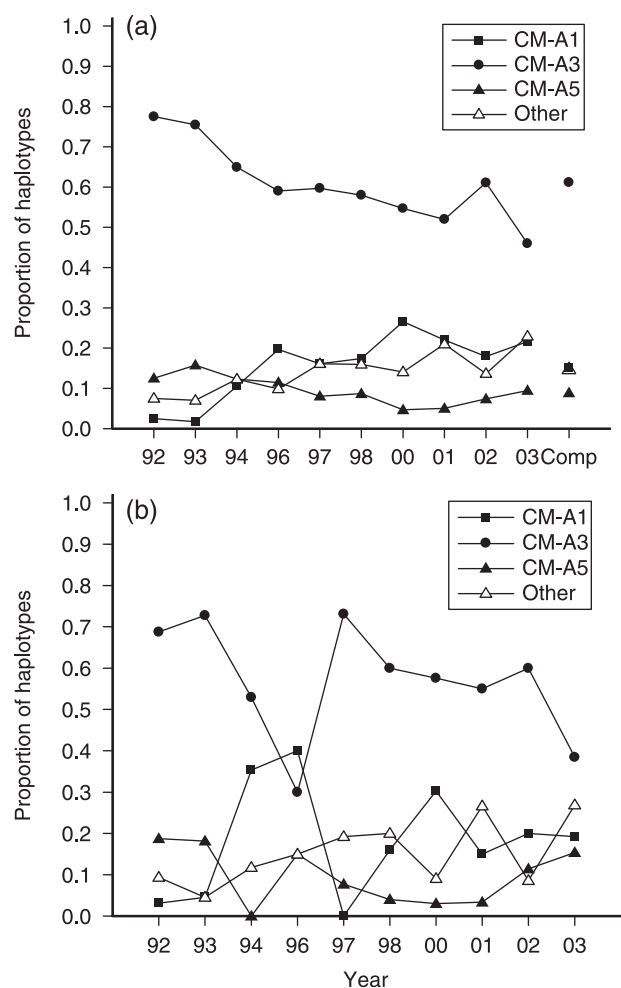 (a)
CM-A1
CM-A3
CM-A5
Other
Proportion of haplotypes
1.0
0.9
0.8
0.7
0.6
0.5
0.4
0.3
0.2
0.1
0.0
92 93 94 96 97 98 00 01 02 03 Comp
(b)
CM-A1
CM-A3
CM-A5
Other
Proportion of haplotypes
1.0
0.9
0.8
0.7
0.6
0.5
0.4
0.3
0.2
0.1
0.0
92 93 94 96 97 98 00 01 02 03
Year